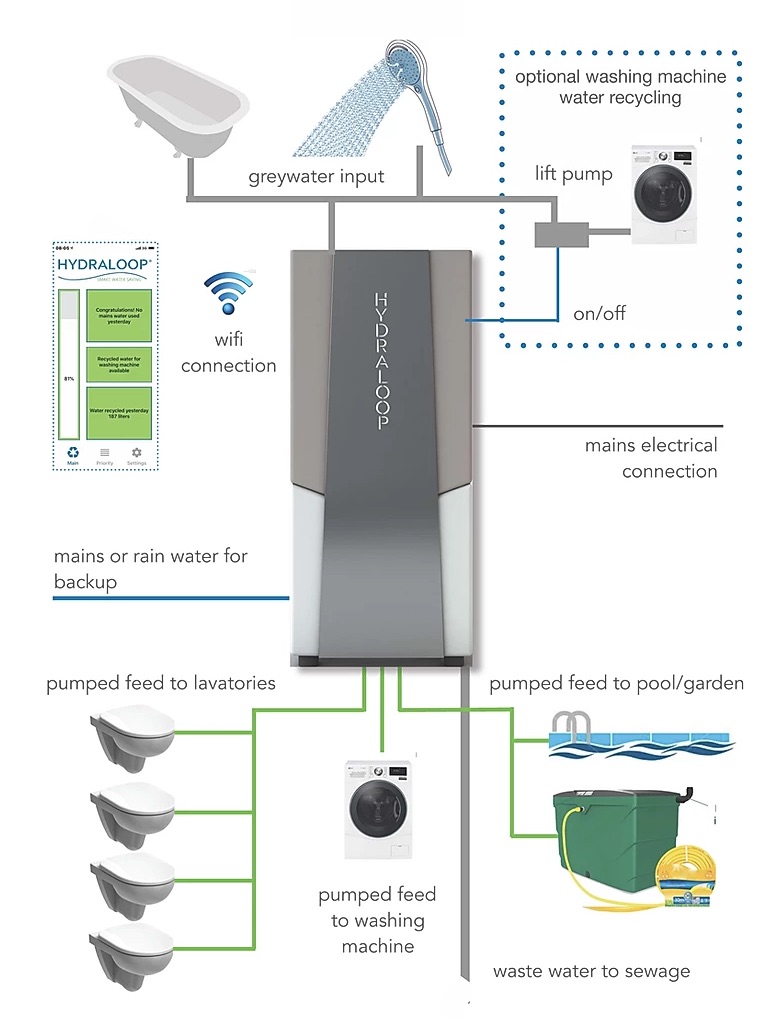 optional washing machine
water recycling
greywater input
lift pump
08:05
4G
HYDRALOOP
SMART WATER SAVING
Congratulations! No
mains water used
yesterday
81%
Recycled water for
washing machine
available
Water recycled yesterday
187 liters
Main
Priority
Settings
wifi
connection
HYDRALOOP
on/off
mains electrical
connection
mains or rain water for
backup
pumped feed to lavatories
pumped feed to pool/garden
pumped feed
to washing
machine
waste water to sewage